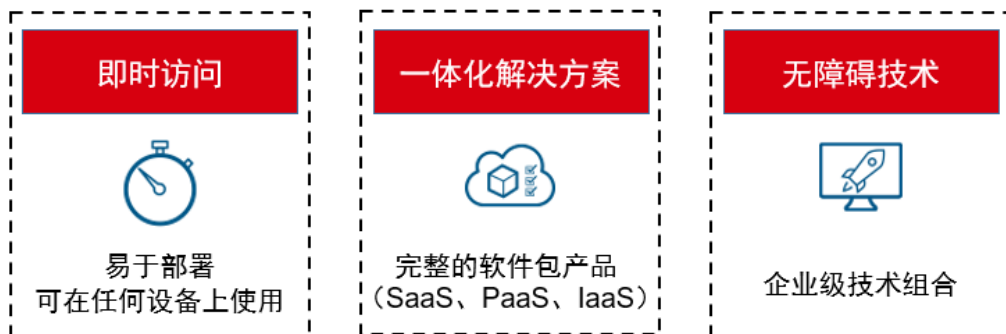 即时访问
易于部署
可在任何设备上使用
一体化解决方案
完整的软件包产品
（SaaS、PaaS、IaaS）
无障碍技术
企业级技术组合